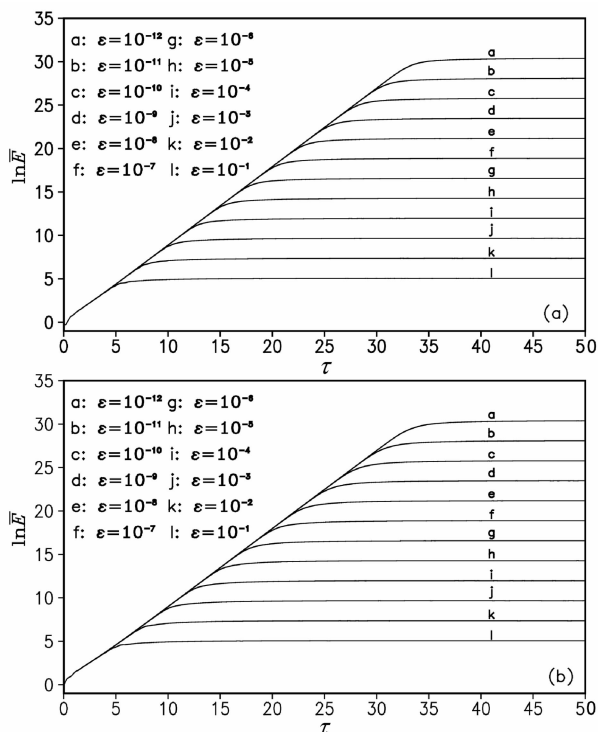 35
30
25
20
15
10
5
0
ln E̅
a: ε=10⁻¹² g: ε=10⁻⁶
b: ε=10⁻¹¹ h: ε=10⁻⁵
c: ε=10⁻¹⁰ i: ε=10⁻⁴
d: ε=10⁻⁹ j: ε=10⁻³
e: ε=10⁻⁸ k: ε=10⁻²
f: ε=10⁻⁷ l: ε=10⁻¹
a
b
c
d
e
f
g
h
i
j
k
l
(a)
0 5 10 15 20 25 30 35 40 45 50
τ
35
30
25
20
15
10
5
0
ln E̅
a: ε=10⁻¹² g: ε=10⁻⁶
b: ε=10⁻¹¹ h: ε=10⁻⁵
c: ε=10⁻¹⁰ i: ε=10⁻⁴
d: ε=10⁻⁹ j: ε=10⁻³
e: ε=10⁻⁸ k: ε=10⁻²
f: ε=10⁻⁷ l: ε=10⁻¹
a
b
c
d
e
f
g
h
i
j
k
l
(b)
0 5 10 15 20 25 30 35 40 45 50
τ